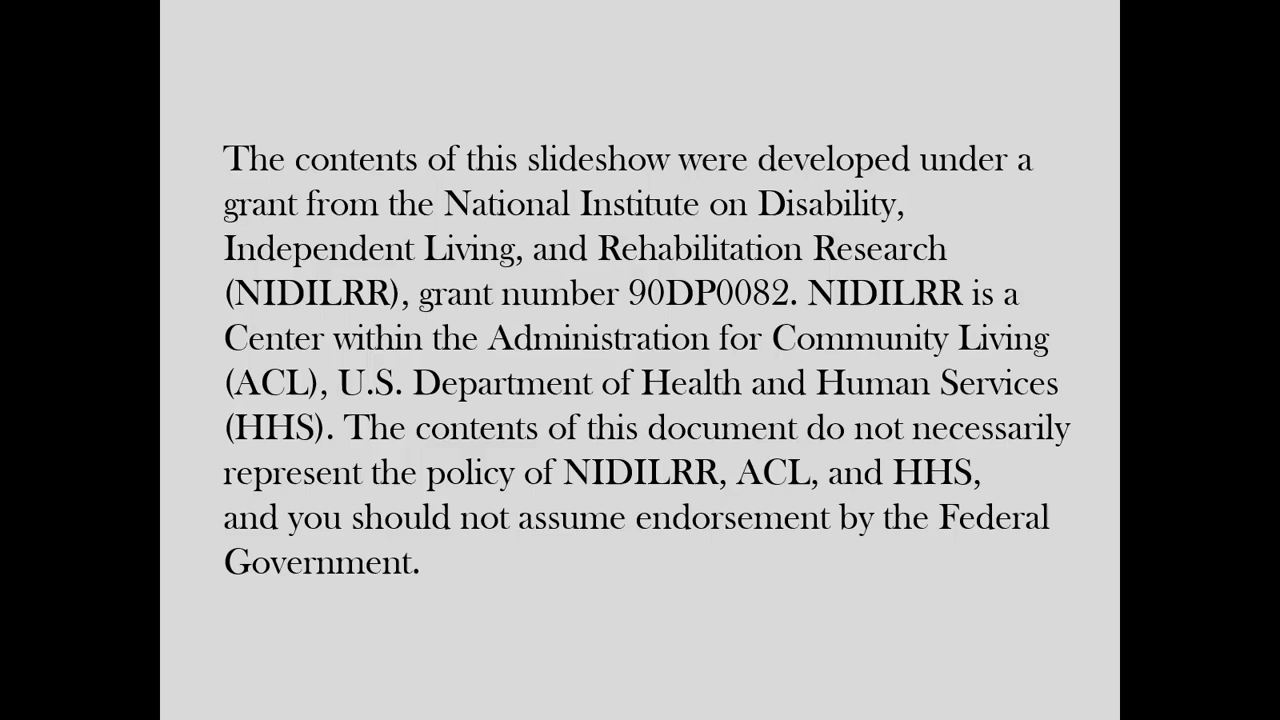 The contents of this slideshow were developed under a
grant from the National Institute on Disability,
Independent Living, and Rehabilitation Research
(NIDILRR), grant number 90DP0082. NIDILRR is a
Center within the Administration for Community Living
(ACL), U.S. Department of Health and Human Services
(HHS). The contents of this document do not necessarily
represent the policy of NIDILRR, ACL, and HHS,
and you should not assume endorsement by the Federal
Government.